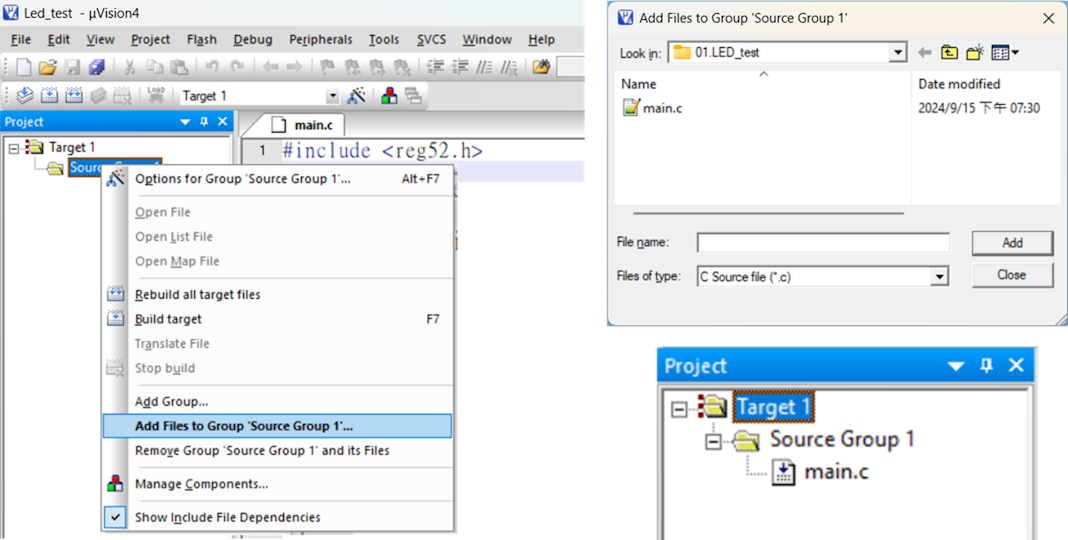 Led_test - µVision4
File Edit View Project Flash Debug Peripherals Tools SVCS Window Help
LOAD
Target 1
Project
main.c
Target 1
1 #include <reg52.h>
Options for Group 'Source Group 1'... Alt+F7
Open File
Open List File
Open Map File
Rebuild all target files
Build target F7
Translate File
Stop build
Add Group...
Add Files to Group 'Source Group 1'...
Remove Group 'Source Group 1' and its Files
Manage Components...
Show Include File Dependencies
Add Files to Group 'Source Group 1'
Look in: 01.LED_test
Name Date modified
main.c 2024/9/15 下午 07:30
File name: Add
Files of type: C Source file (*.c) Close
Project
Target 1
Source Group 1
main.c